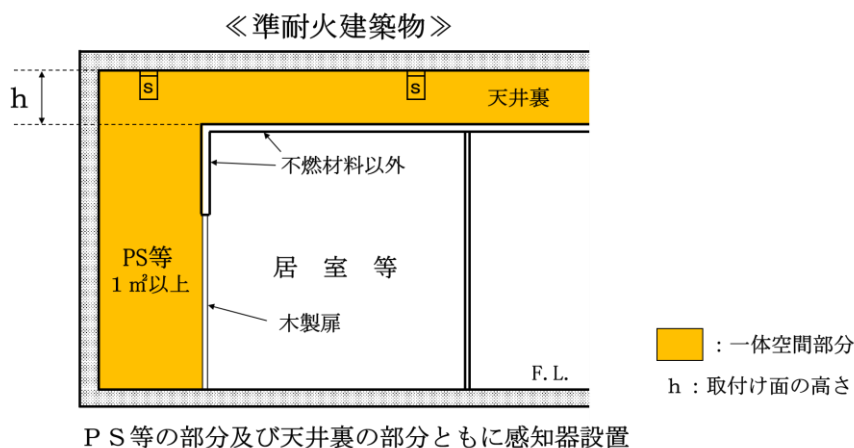 ≪準耐火建築物≫
S
S
h
天井裏
不燃材料以外
PS等
1㎡以上
居 室 等
木製扉
：一体空間部分
F.L.
h：取付け面の高さ
PS等の部分及び天井裏の部分ともに感知器設置